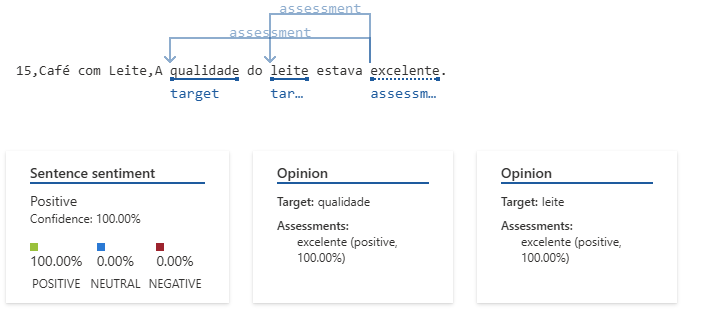 assessment
assessment
15,Café com Leite,A qualidade do leite estava excelente.
target tar… assessm…
Sentence sentiment
Positive
Confidence: 100.00%
100.00% 0.00% 0.00%
POSITIVE NEUTRAL NEGATIVE
Opinion
Target: qualidade
Assessments:
excelente (positive,
100.00%)
Opinion
Target: leite
Assessments:
excelente (positive,
100.00%)